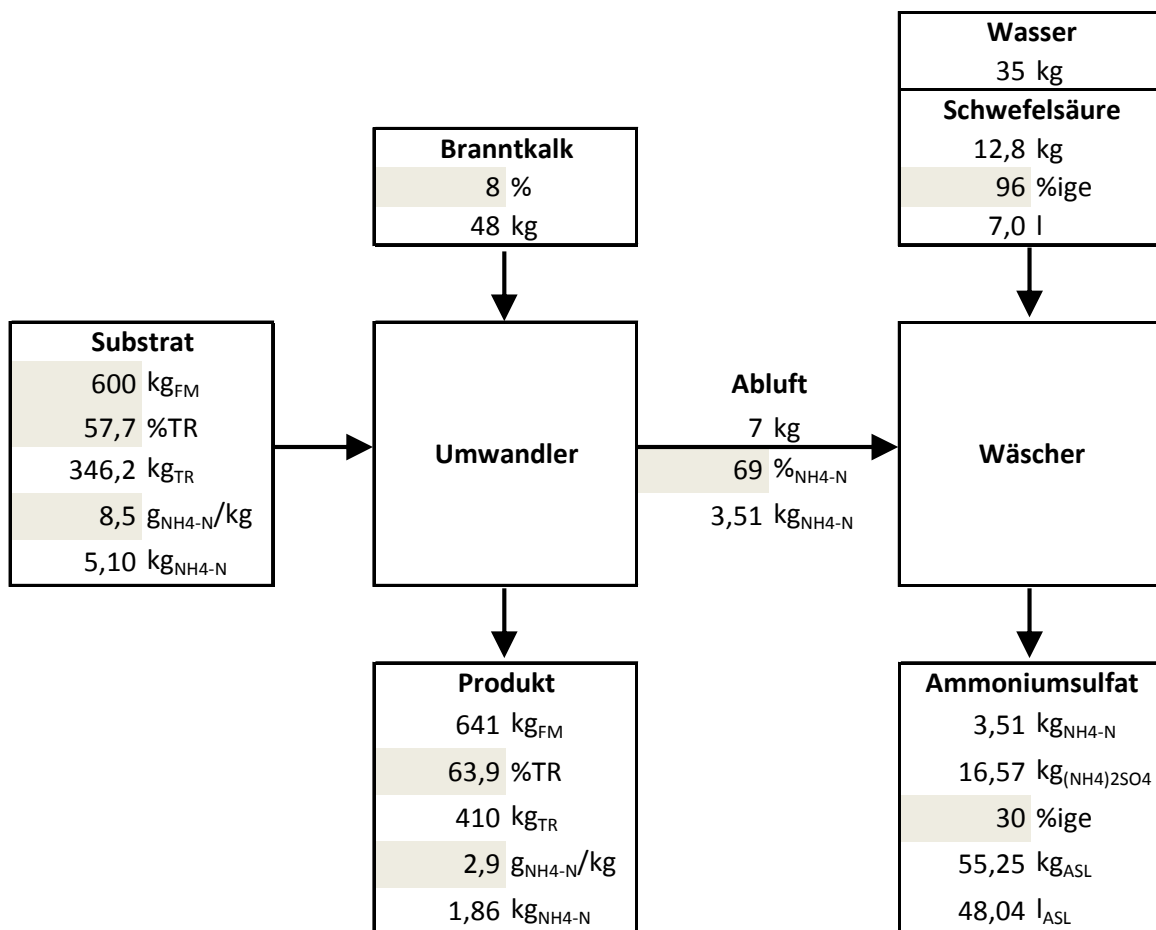 Wasser
35 kg
Schwefelsäure
12,8 kg
96 %ige
7,0 l
Branntkalk
8 %
48 kg
Substrat
600 kgFM
57,7 %TR
346,2 kgTR
8,5 gNH4-N/kg
5,10 kgNH4-N
Umwandler
Abluft
7 kg
69 %NH4-N
3,51 kgNH4-N
Wäscher
Produkt
641 kgFM
63,9 %TR
410 kgTR
2,9 gNH4-N/kg
1,86 kgNH4-N
Ammoniumsulfat
3,51 kgNH4-N
16,57 kg(NH4)2SO4
30 %ige
55,25 kgASL
48,04 lASL